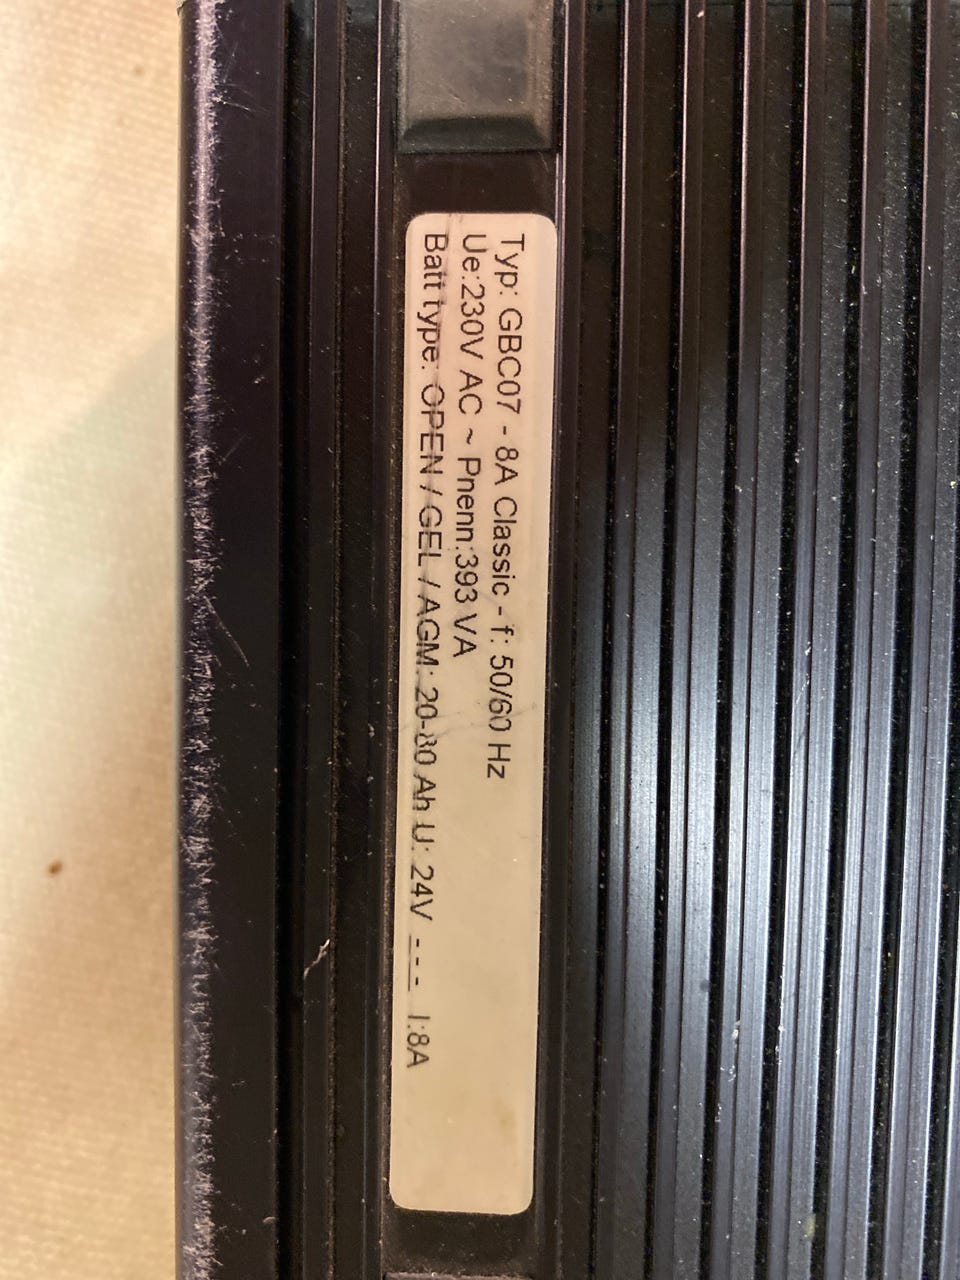 Typ: GBC07 - 8A Classic - f: 50/60 Hz
Ue:230V AC ~ Pnenn:393 VA
Batt type: OPEN / GEL / AGM: 20-80 Ah U: 24V --- I:8A